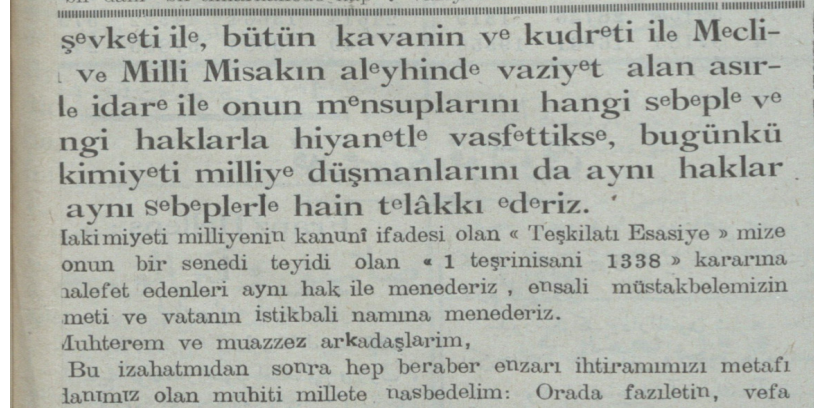 şevketi ile, bütün kavanin ve kudreti ile Mecli-
ve Milli Misakın aleyhinde vaziyet alan asır-
le idare ile onun mensuplarını hangi sebeple ve
ngi haklarla hiyanetle vasfettikse, bugünkü
kimiyeti milliye düşmanlarını da aynı haklar
aynı sebeplerle hain telâkkı ederiz.
lakimiyeti milliyenin kanunî ifadesi olan « Teşkilatı Esasiye » mize
onun bir senedi teyidi olan « 1 teşrinisani 1338 » kararına
halefet edenleri aynı hak ile menederiz , ensali müstakbelemizin
meti ve vatanın istikbali namına menederiz.
Muhterem ve muazzez arkadaşlarim,
Bu izahatmıdan sonra hep beraber enzarı ihtiramımızı metafı
lanımız olan muhiti millete nasbedelim: Orada fazıletin, vefa